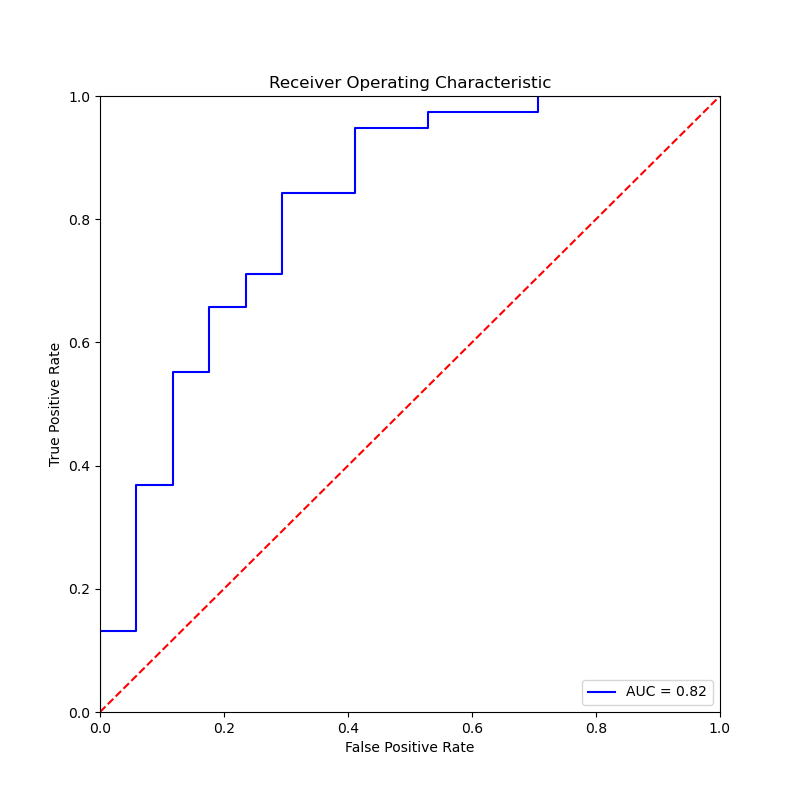 Receiver Operating Characteristic
1.0
0.8
0.6
0.4
0.2
0.0
True Positive Rate
AUC = 0.82
0.0 0.2 0.4 0.6 0.8 1.0
False Positive Rate